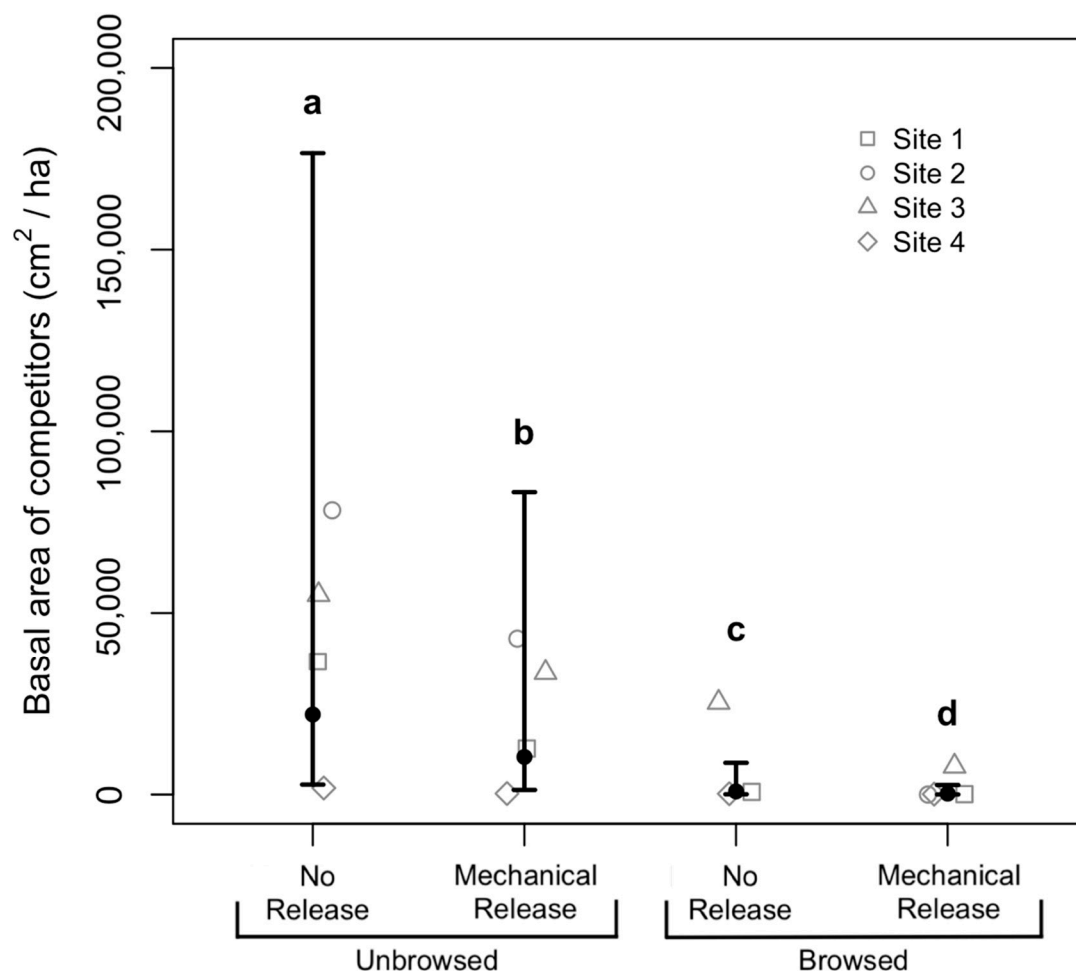 Basal area of competitors (cm² / ha)
200,000
150,000
100,000
50,000
0
a
b
c
d
Site 1
Site 2
Site 3
Site 4
No
Release
Mechanical
Release
No
Release
Mechanical
Release
Unbrowsed
Browsed